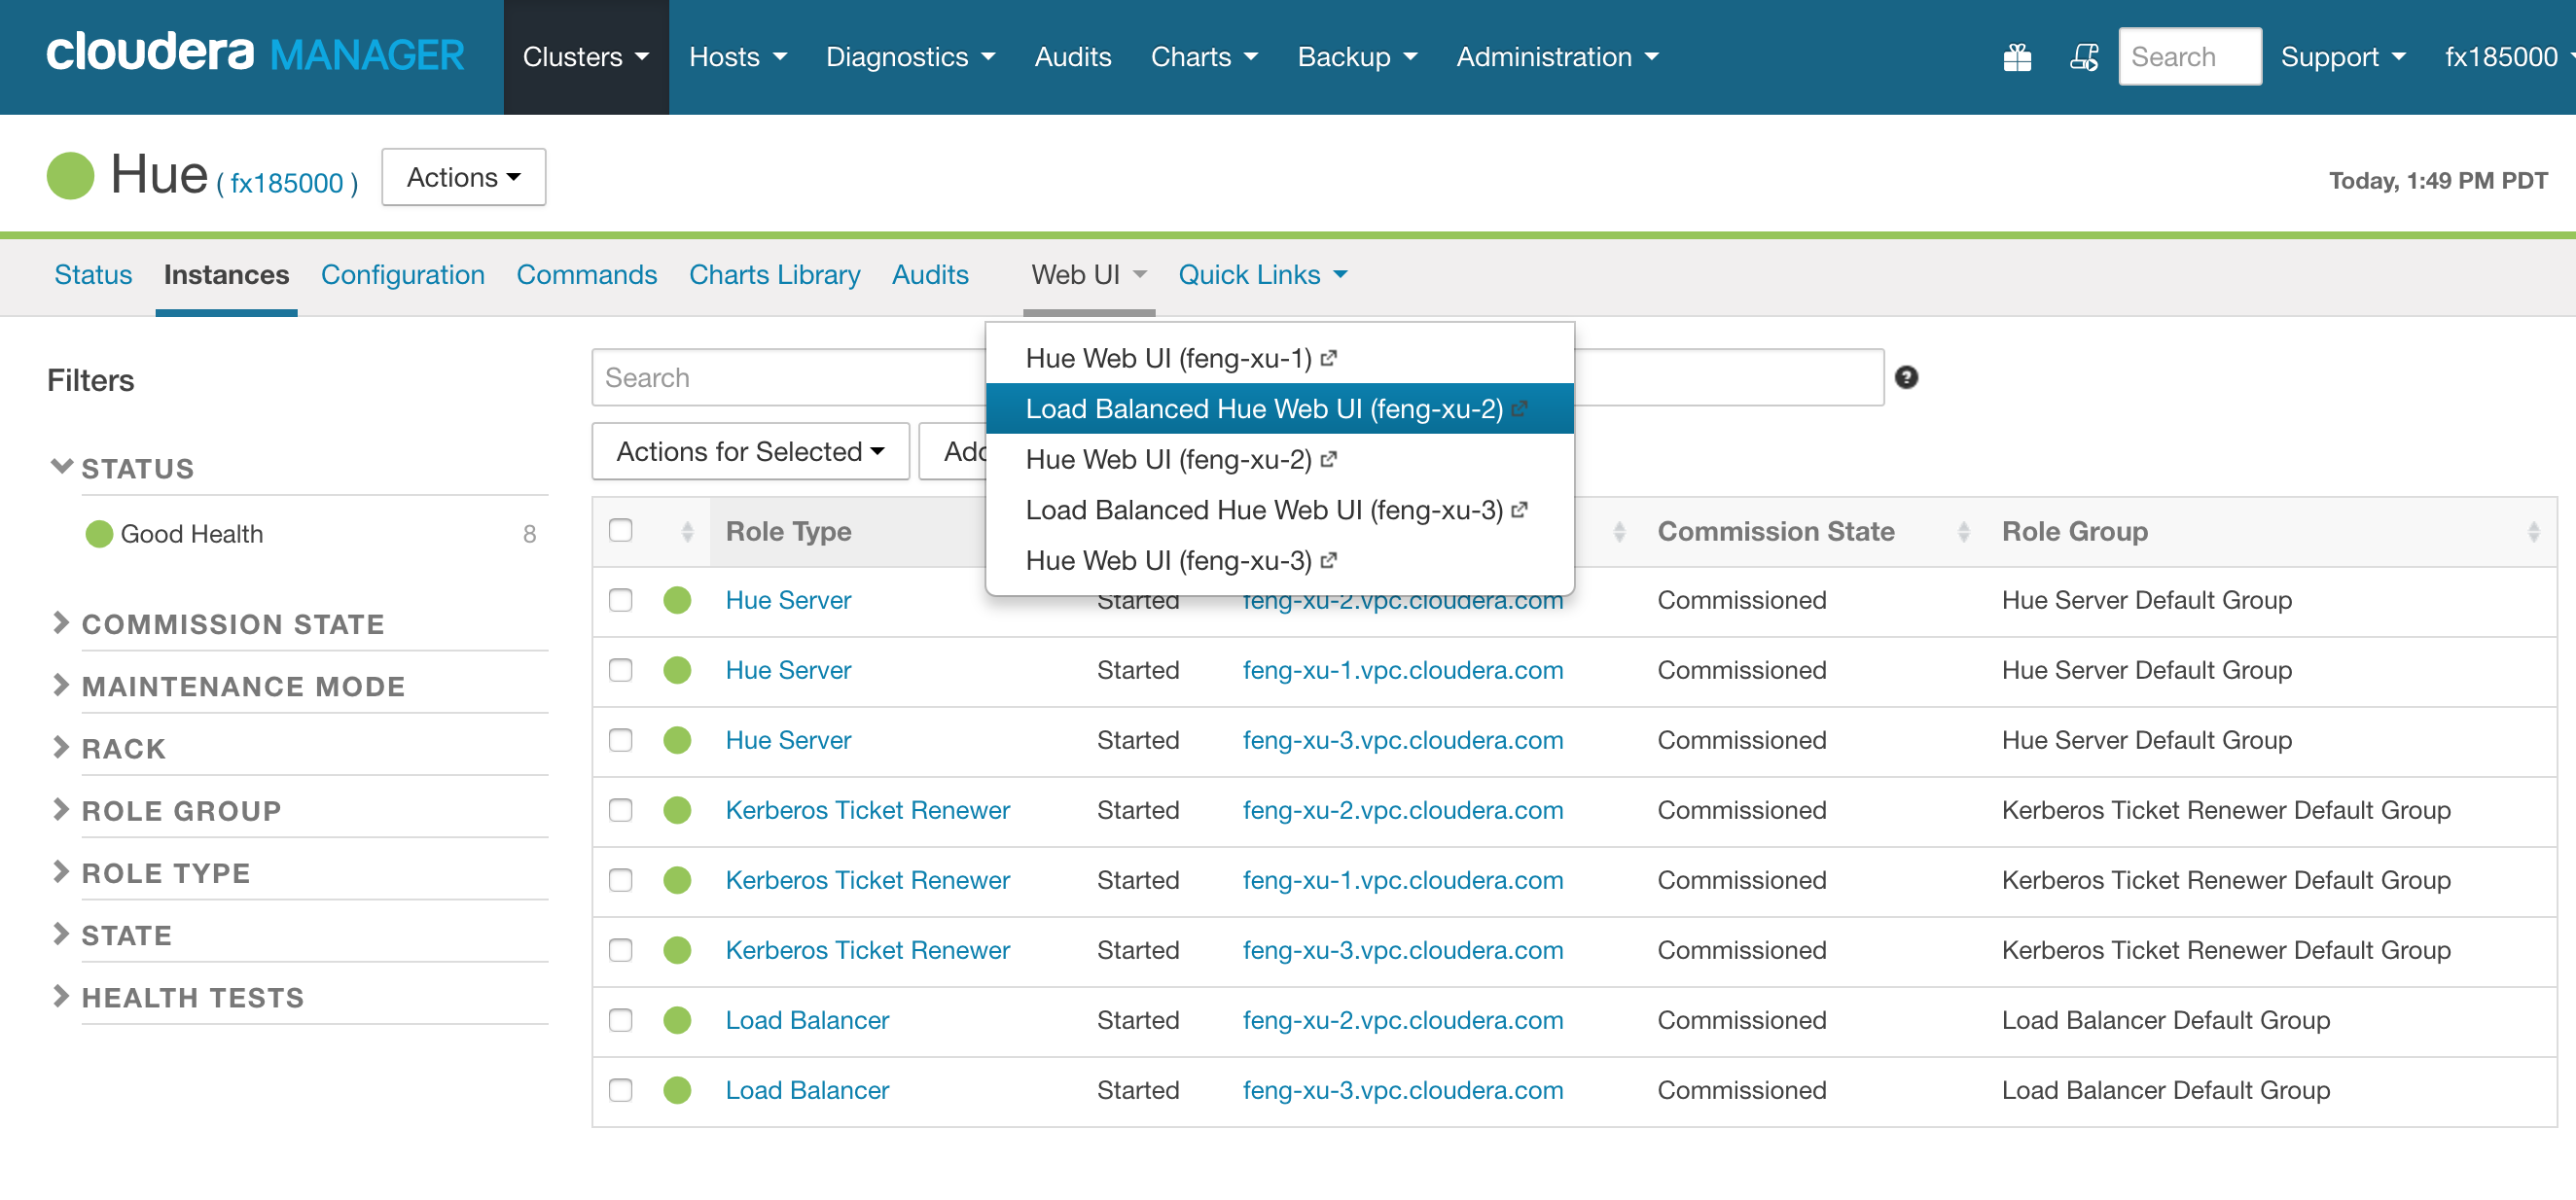 cloudera MANAGER Clusters Hosts Diagnostics Audits Charts Backup Administration Search Support fx185000
Hue ( fx185000 ) Actions Today, 1:49 PM PDT
Status Instances Configuration Commands Charts Library Audits Web UI Quick Links
Hue Web UI (feng-xu-1)
Load Balanced Hue Web UI (feng-xu-2)
Hue Web UI (feng-xu-2)
Load Balanced Hue Web UI (feng-xu-3)
Hue Web UI (feng-xu-3)
Filters
STATUS
Good Health 8
COMMISSION STATE
MAINTENANCE MODE
RACK
ROLE GROUP
ROLE TYPE
STATE
HEALTH TESTS
Search ?
Actions for Selected
Role Type Commission State Role Group
Hue Server Started feng-xu-2.vpc.cloudera.com Commissioned Hue Server Default Group
Hue Server Started feng-xu-1.vpc.cloudera.com Commissioned Hue Server Default Group
Hue Server Started feng-xu-3.vpc.cloudera.com Commissioned Hue Server Default Group
Kerberos Ticket Renewer Started feng-xu-2.vpc.cloudera.com Commissioned Kerberos Ticket Renewer Default Group
Kerberos Ticket Renewer Started feng-xu-1.vpc.cloudera.com Commissioned Kerberos Ticket Renewer Default Group
Kerberos Ticket Renewer Started feng-xu-3.vpc.cloudera.com Commissioned Kerberos Ticket Renewer Default Group
Load Balancer Started feng-xu-2.vpc.cloudera.com Commissioned Load Balancer Default Group
Load Balancer Started feng-xu-3.vpc.cloudera.com Commissioned Load Balancer Default Group